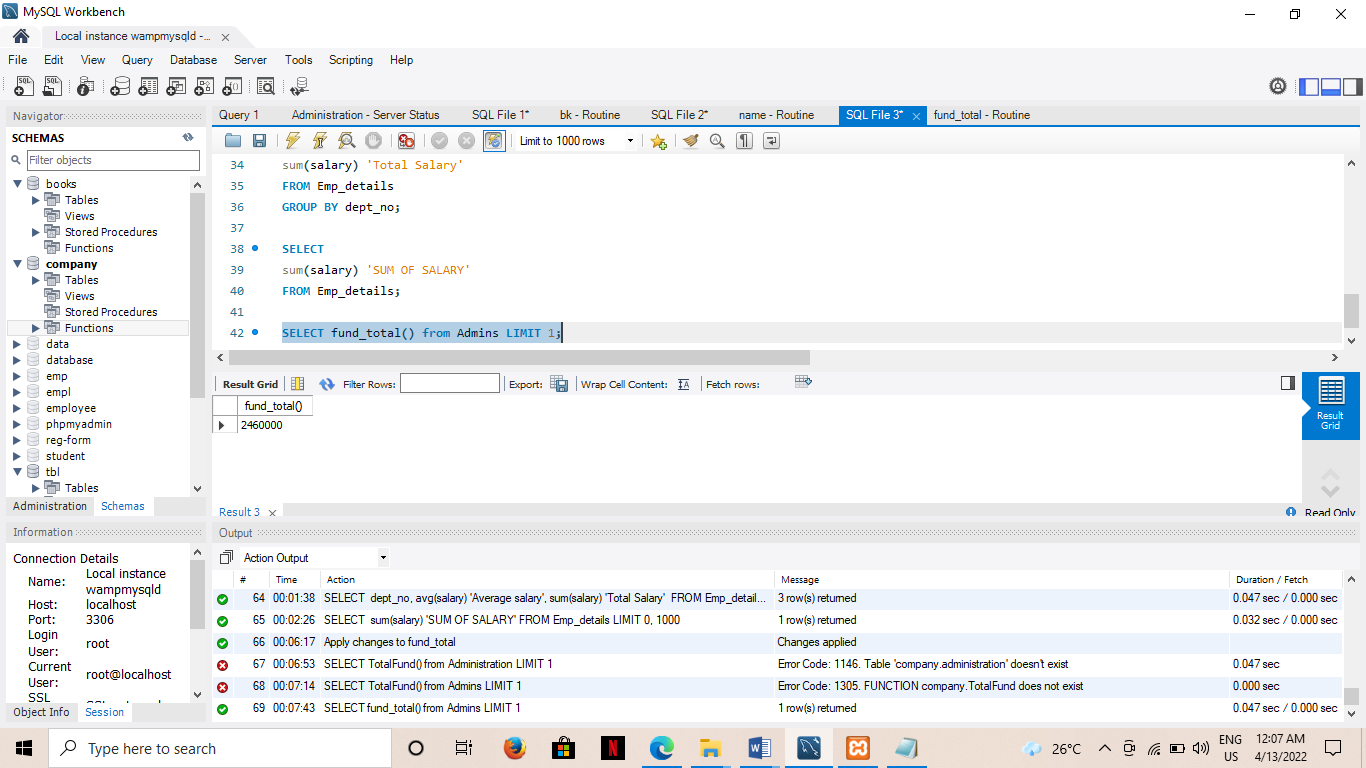 MySQL Workbench
Local instance wampmysqld -...
File Edit View Query Database Server Tools Scripting Help
Navigator
SCHEMAS
Filter objects
books
Tables
Views
Stored Procedures
Functions
company
Tables
Views
Stored Procedures
Functions
data
database
emp
empl
employee
phpmyadmin
reg-form
student
tbl
Tables
Administration Schemas
Information
Connection Details
Name: Local instance wampmysqld
Host: localhost
Port: 3306
Login User: root
Current User: root@localhost
SSL
Object Info Session
Query 1 Administration - Server Status SQL File 1* bk - Routine SQL File 2* name - Routine SQL File 3* fund_total - Routine
Limit to 1000 rows
34 sum(salary) 'Total Salary'
35 FROM Emp_details
36 GROUP BY dept_no;
37
38 SELECT
39 sum(salary) 'SUM OF SALARY'
40 FROM Emp_details;
41
42 SELECT fund_total() from Admins LIMIT 1;
Result Grid Filter Rows: Export: Wrap Cell Content: Fetch rows:
fund_total()
2460000
Result Grid
Result 3
Read Only
Output
Action Output
# Time Action Message Duration / Fetch
64 00:01:38 SELECT dept_no, avg(salary) 'Average salary', sum(salary) 'Total Salary' FROM Emp_detail... 3 row(s) returned 0.047 sec / 0.000 sec
65 00:02:26 SELECT sum(salary) 'SUM OF SALARY' FROM Emp_details LIMIT 0, 1000 1 row(s) returned 0.032 sec / 0.000 sec
66 00:06:17 Apply changes to fund_total Changes applied
67 00:06:53 SELECT TotalFund() from Administration LIMIT 1 Error Code: 1146. Table 'company.administration' doesn't exist 0.047 sec
68 00:07:14 SELECT TotalFund() from Admins LIMIT 1 Error Code: 1305. FUNCTION company.TotalFund does not exist 0.000 sec
69 00:07:43 SELECT fund_total() from Admins LIMIT 1 1 row(s) returned 0.047 sec / 0.000 sec
Type here to search
26°C
ENG US
12:07 AM
4/13/2022